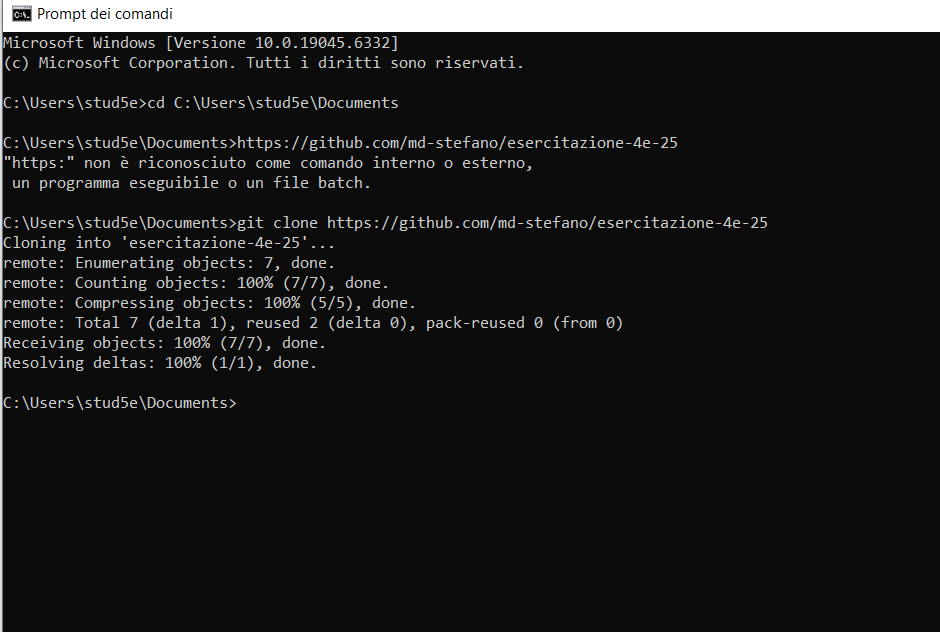 Prompt dei comandi
Microsoft Windows [Versione 10.0.19045.6332]
(c) Microsoft Corporation. Tutti i diritti sono riservati.
C:\Users\stud5e>cd C:\Users\stud5e\Documents
C:\Users\stud5e\Documents>https://github.com/md-stefano/esercitazione-4e-25
"https:" non è riconosciuto come comando interno o esterno,
 un programma eseguibile o un file batch.
C:\Users\stud5e\Documents>git clone https://github.com/md-stefano/esercitazione-4e-25
Cloning into 'esercitazione-4e-25'...
remote: Enumerating objects: 7, done.
remote: Counting objects: 100% (7/7), done.
remote: Compressing objects: 100% (5/5), done.
remote: Total 7 (delta 1), reused 2 (delta 0), pack-reused 0 (from 0)
Receiving objects: 100% (7/7), done.
Resolving deltas: 100% (1/1), done.
C:\Users\stud5e\Documents>